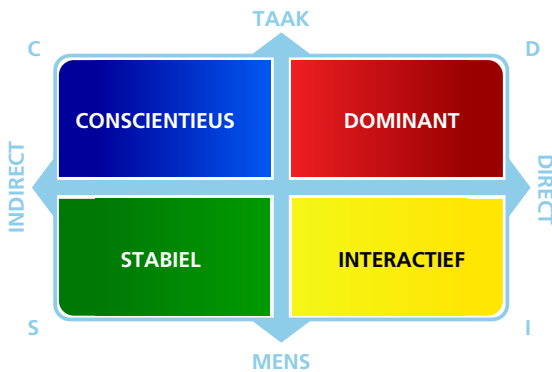 TAAK
C
D
CONSCIENTIEUS
DOMINANT
INDIRECT
DIRECT
STABIEL
INTERACTIEF
S
I
MENS